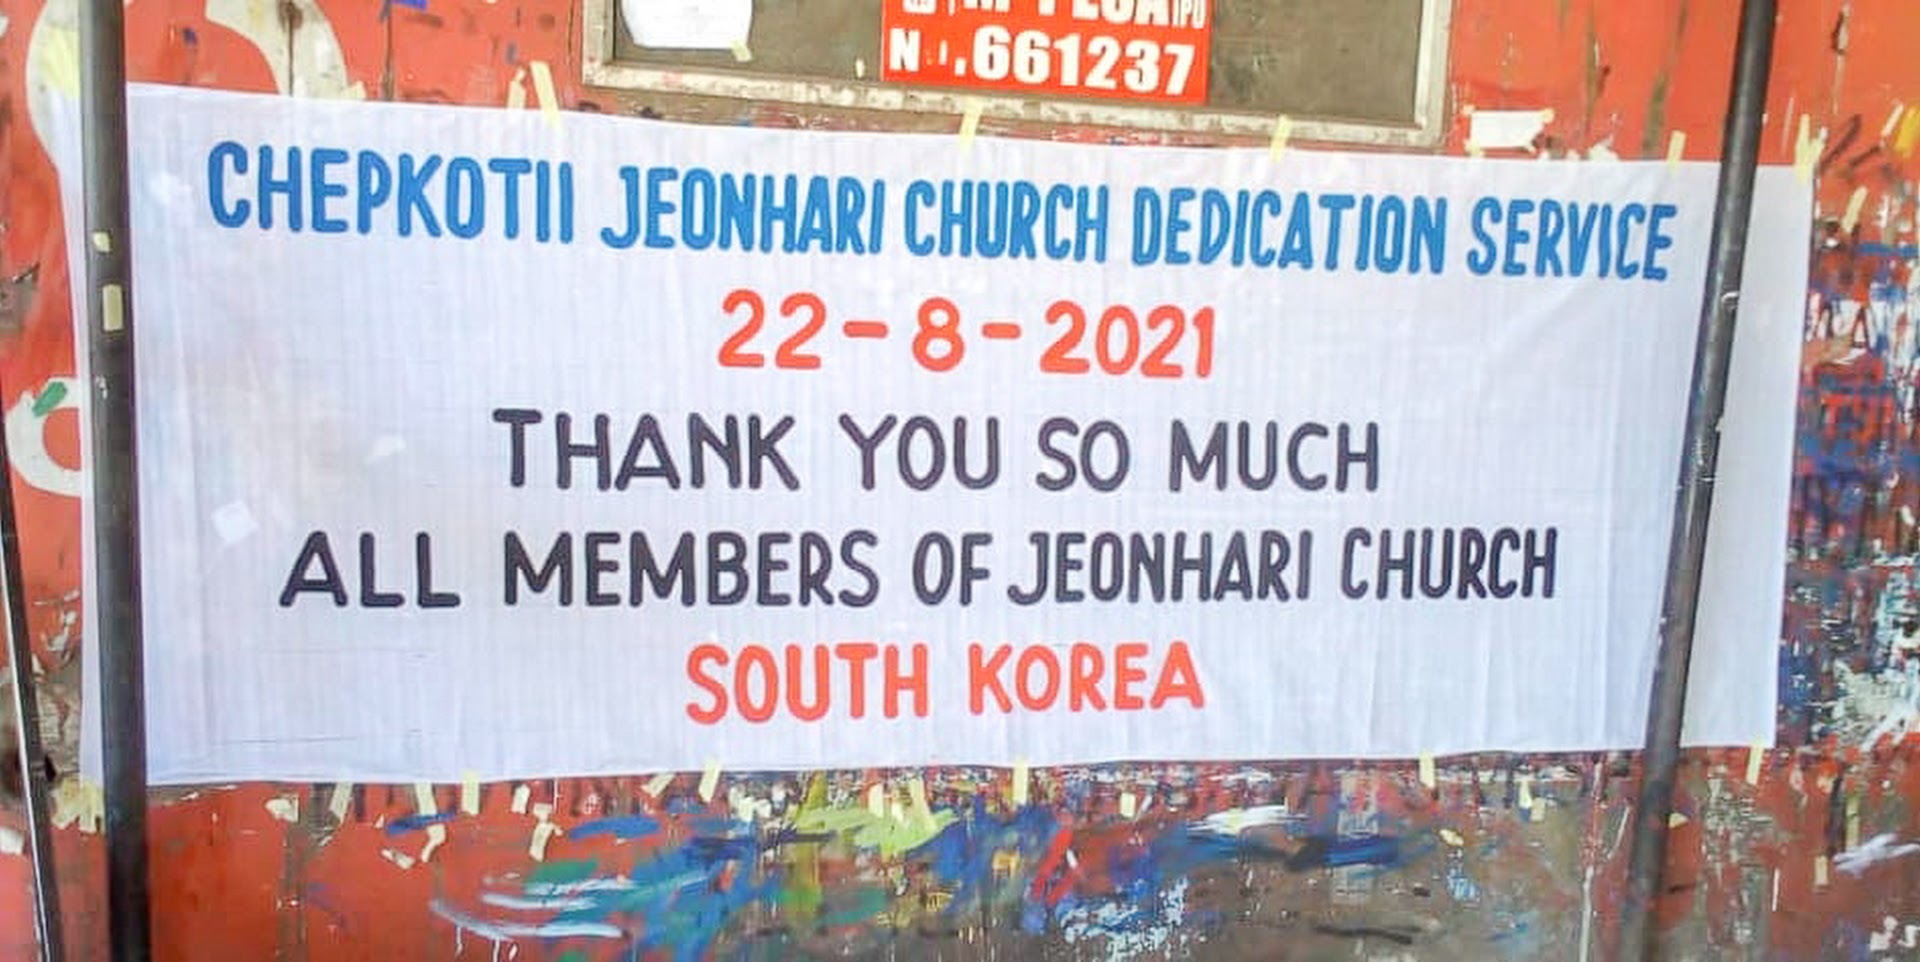 No.661237
CHEPKOTII JEONHARI CHURCH DEDICATION SERVICE
22-8-2021
THANK YOU SO MUCH
ALL MEMBERS OF JEONHARI CHURCH
SOUTH KOREA